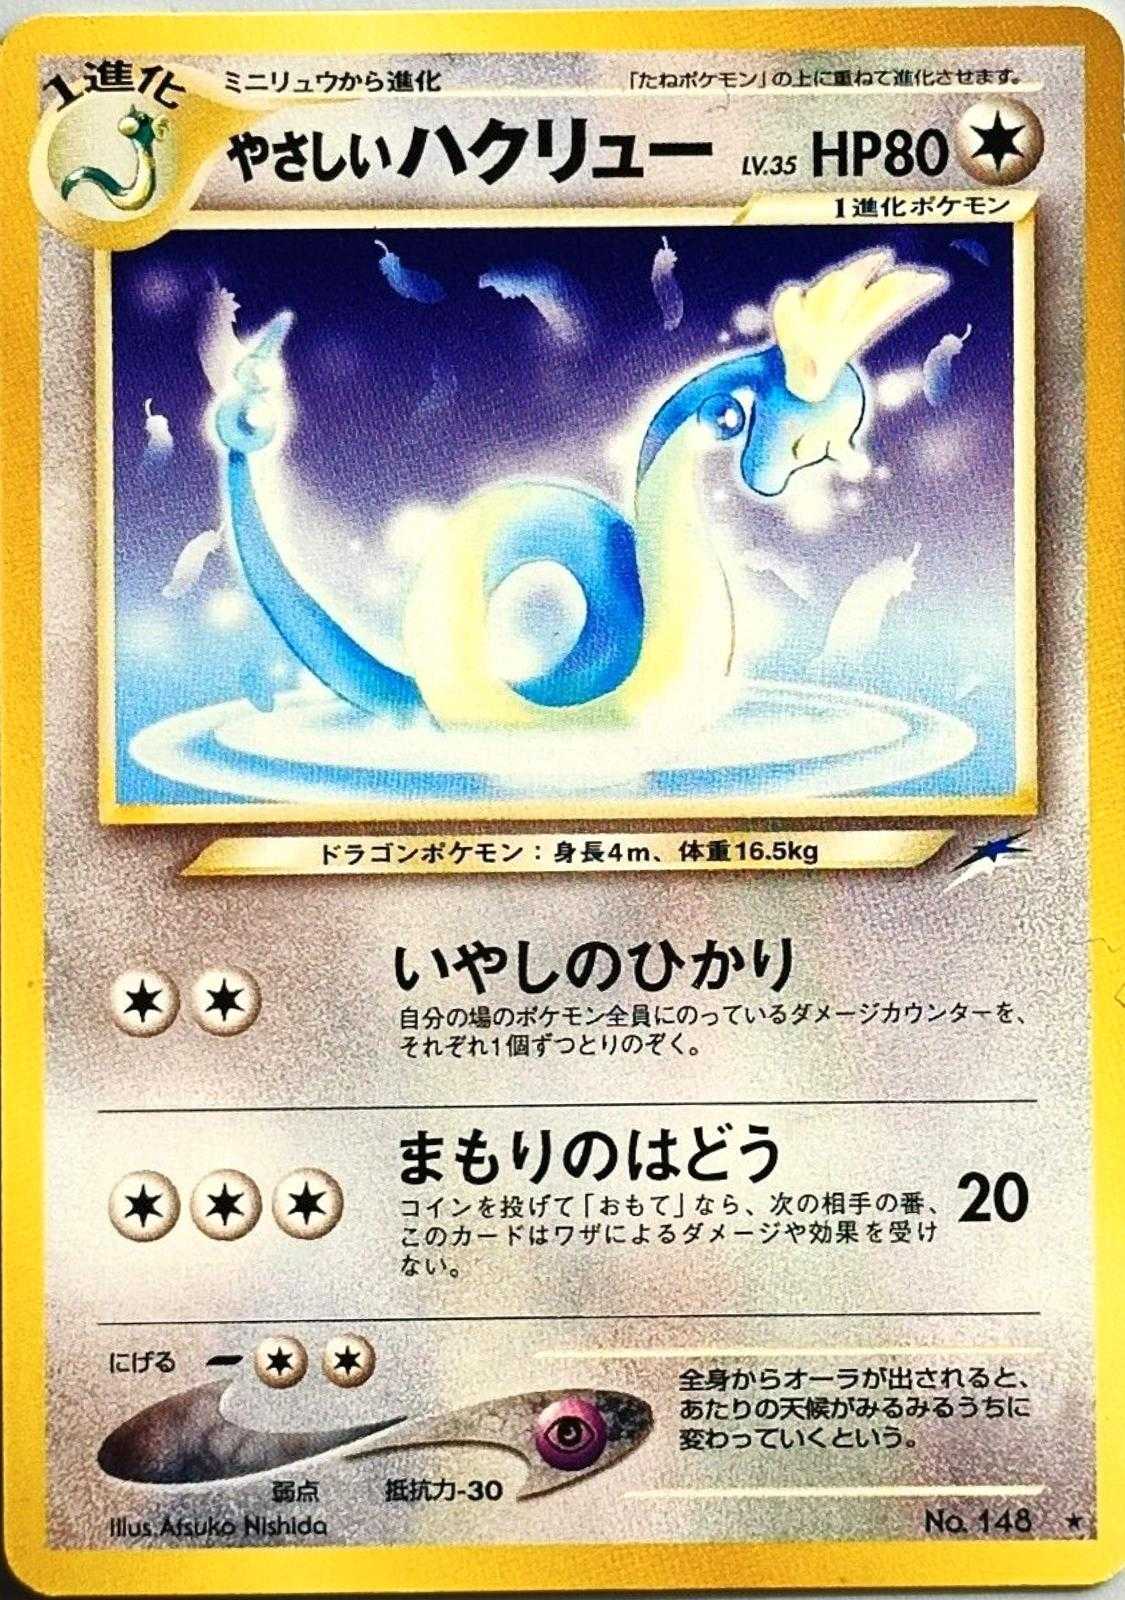 1進化
ミニリュウから進化
「たねポケモン」の上に重ねて進化させます。
やさしいハクリュー LV.35 HP80
1進化ポケモン
ドラゴンポケモン：身長4m、体重16.5kg
いやしのひかり
自分の場のポケモン全員にのっているダメージカウンターを、
それぞれ1個ずつとりのぞく。
まもりのはどう 20
コインを投げて「おもて」なら、次の相手の番、
このカードはワザによるダメージや効果を受け
ない。
にげる
全身からオーラが出されると、
あたりの天候がみるみるうちに
変わっていくという。
弱点 抵抗力-30
Illus. Atsuko Nishida
No. 148 ★